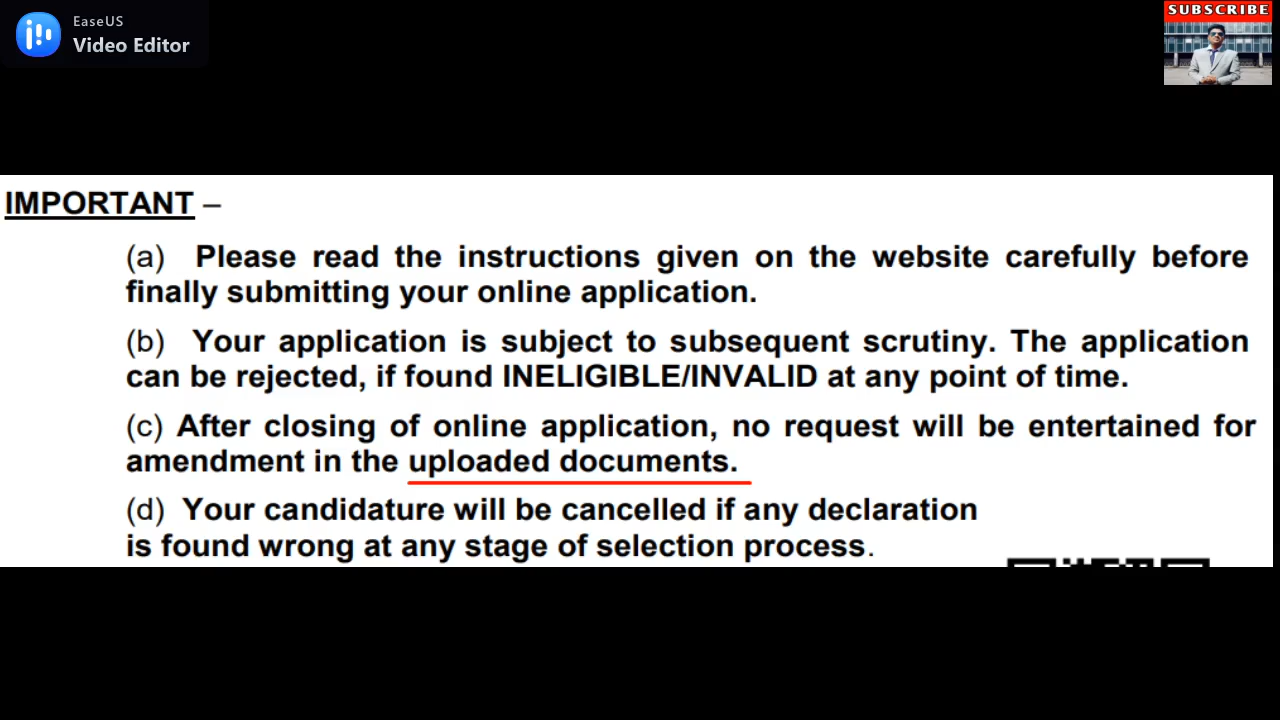 EaseUS
Video Editor
SUBSCRIBE
IMPORTANT –
(a) Please read the instructions given on the website carefully before
finally submitting your online application.
(b) Your application is subject to subsequent scrutiny. The application
can be rejected, if found INELIGIBLE/INVALID at any point of time.
(c) After closing of online application, no request will be entertained for
amendment in the uploaded documents.
(d) Your candidature will be cancelled if any declaration
is found wrong at any stage of selection process.